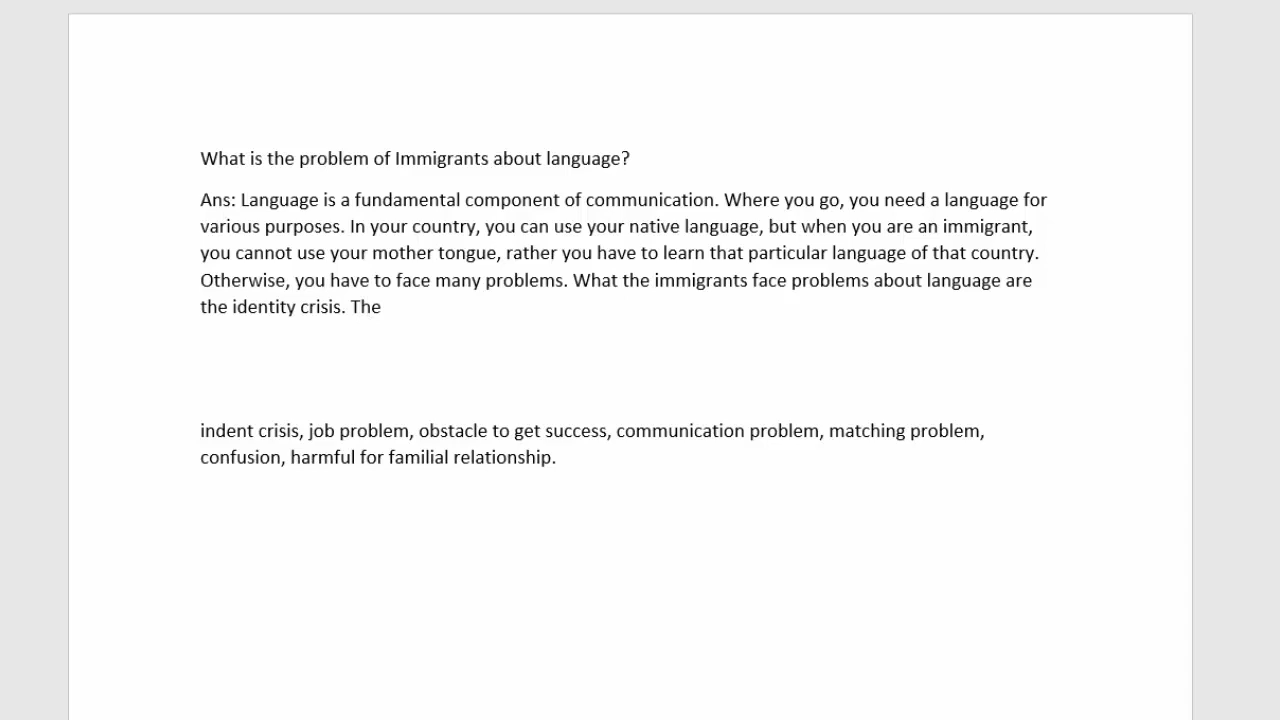 What is the problem of Immigrants about language?
Ans: Language is a fundamental component of communication. Where you go, you need a language for
various purposes. In your country, you can use your native language, but when you are an immigrant,
you cannot use your mother tongue, rather you have to learn that particular language of that country.
Otherwise, you have to face many problems. What the immigrants face problems about language are
the identity crisis. The
indent crisis, job problem, obstacle to get success, communication problem, matching problem,
confusion, harmful for familial relationship.